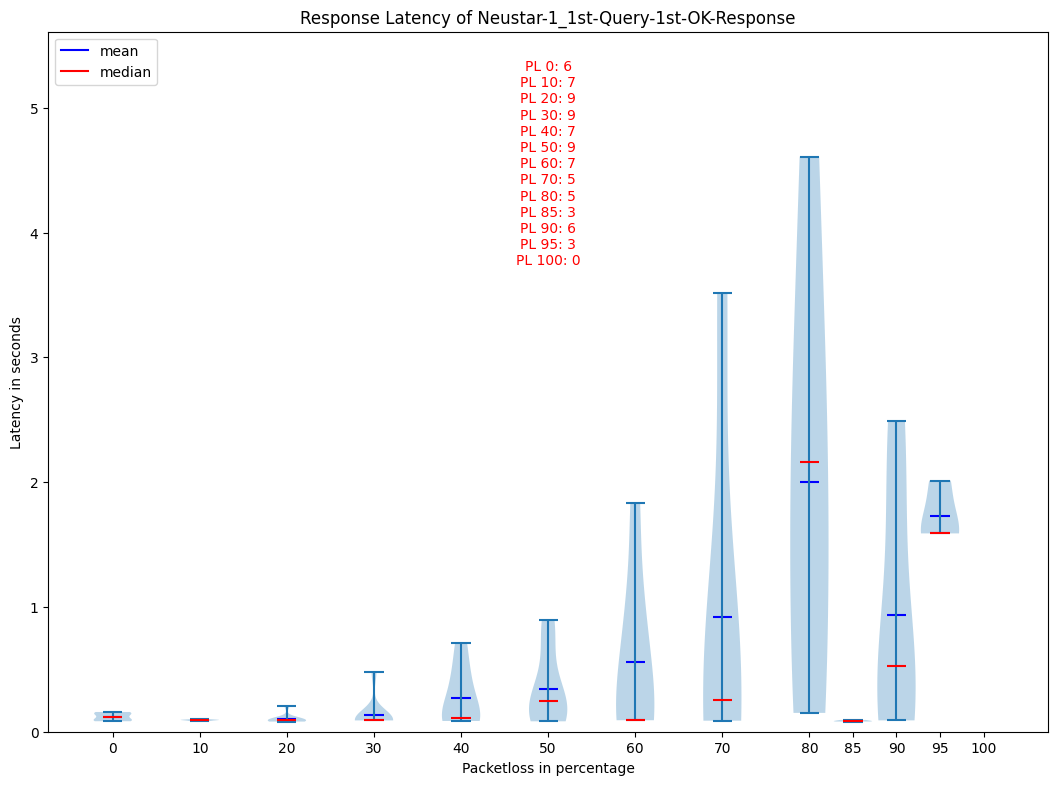 Response Latency of Neustar-1_1st-Query-1st-OK-Response
mean
median
PL 0: 6
PL 10: 7
PL 20: 9
PL 30: 9
PL 40: 7
PL 50: 9
PL 60: 7
PL 70: 5
PL 80: 5
PL 85: 3
PL 90: 6
PL 95: 3
PL 100: 0
5
4
3
2
1
0
Latency in seconds
0 10 20 30 40 50 60 70 80 85 90 95 100
Packetloss in percentage